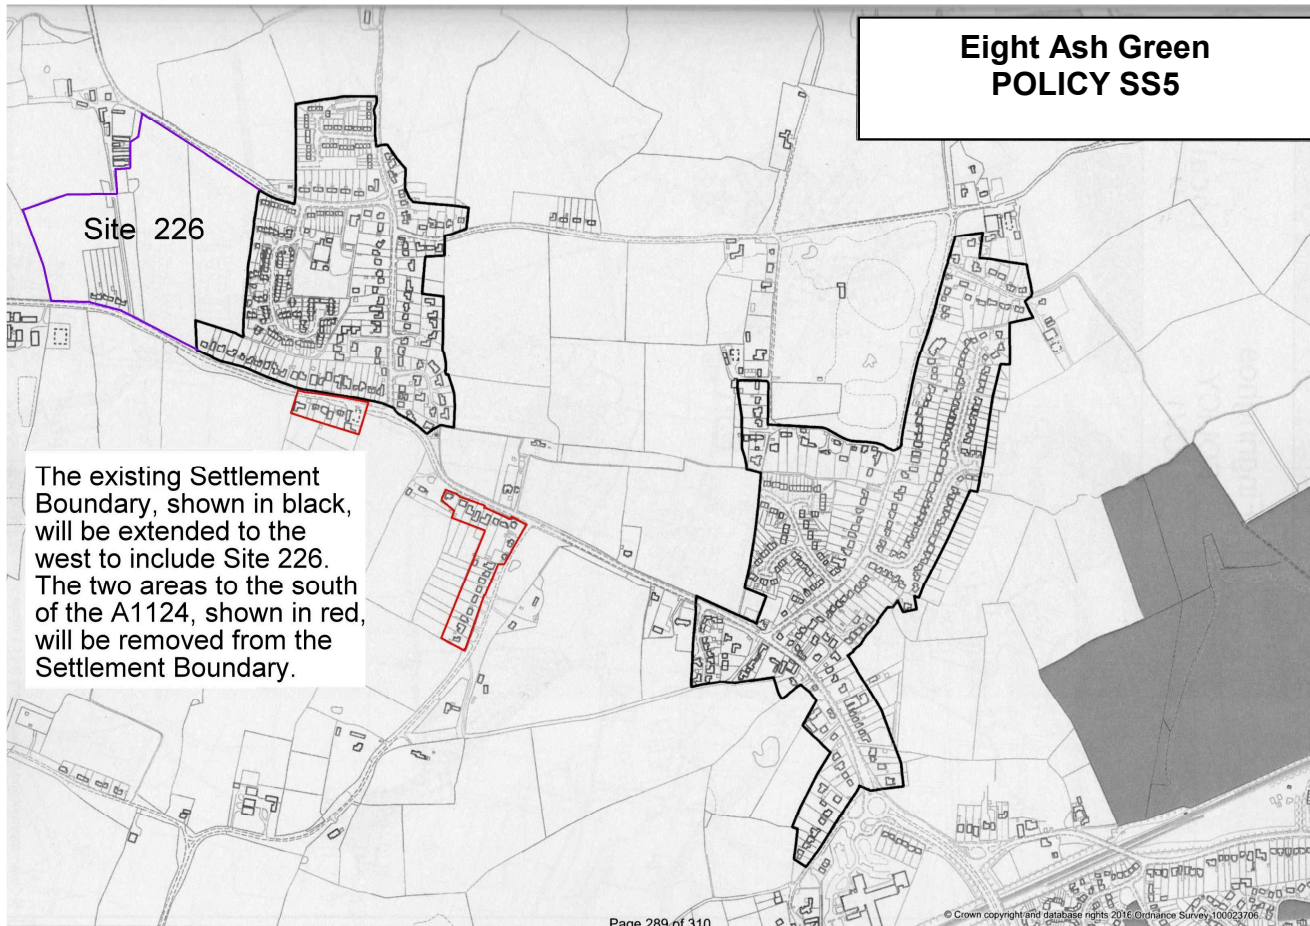 Eight Ash Green
POLICY SS5
Site 226
The existing Settlement
Boundary, shown in black,
will be extended to the
west to include Site 226.
The two areas to the south
of the A1124, shown in red,
will be removed from the
Settlement Boundary.
Page 289 of 310
© Crown copyright and database rights 2016 Ordnance Survey 100023706